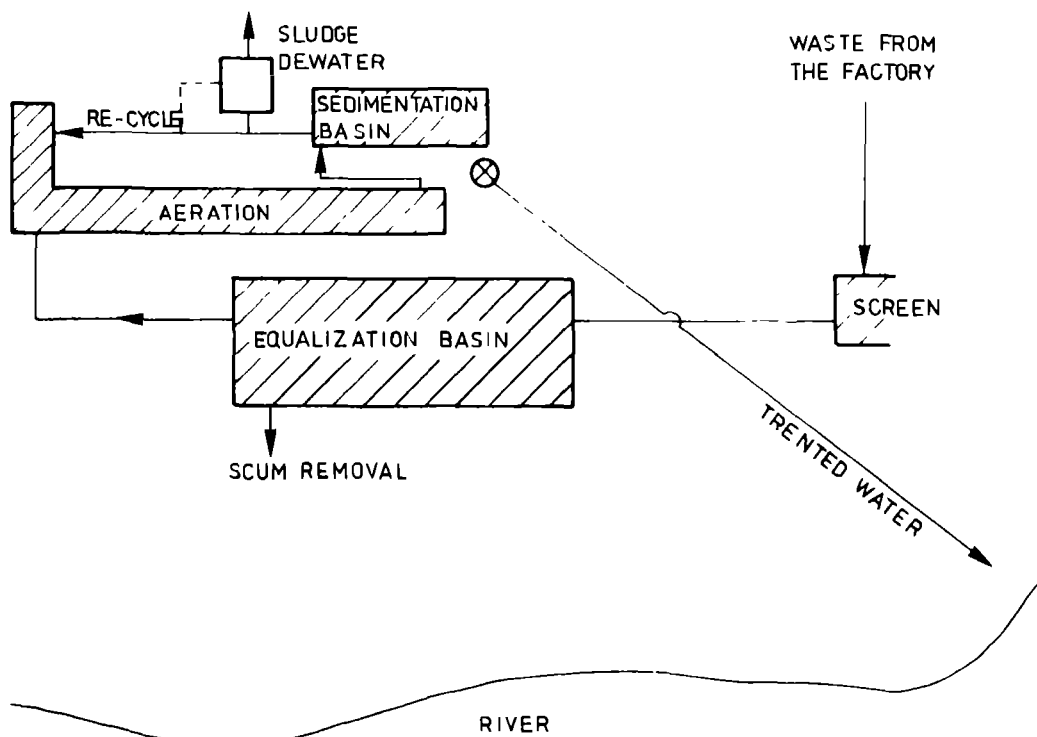 SLUDGE
DEWATER
WASTE FROM
THE FACTORY
SEDIMENTATION
BASIN
RE-CYCLE
AERATION
SCREEN
EQUALIZATION BASIN
TRENTED WATER
SCUM REMOVAL
RIVER